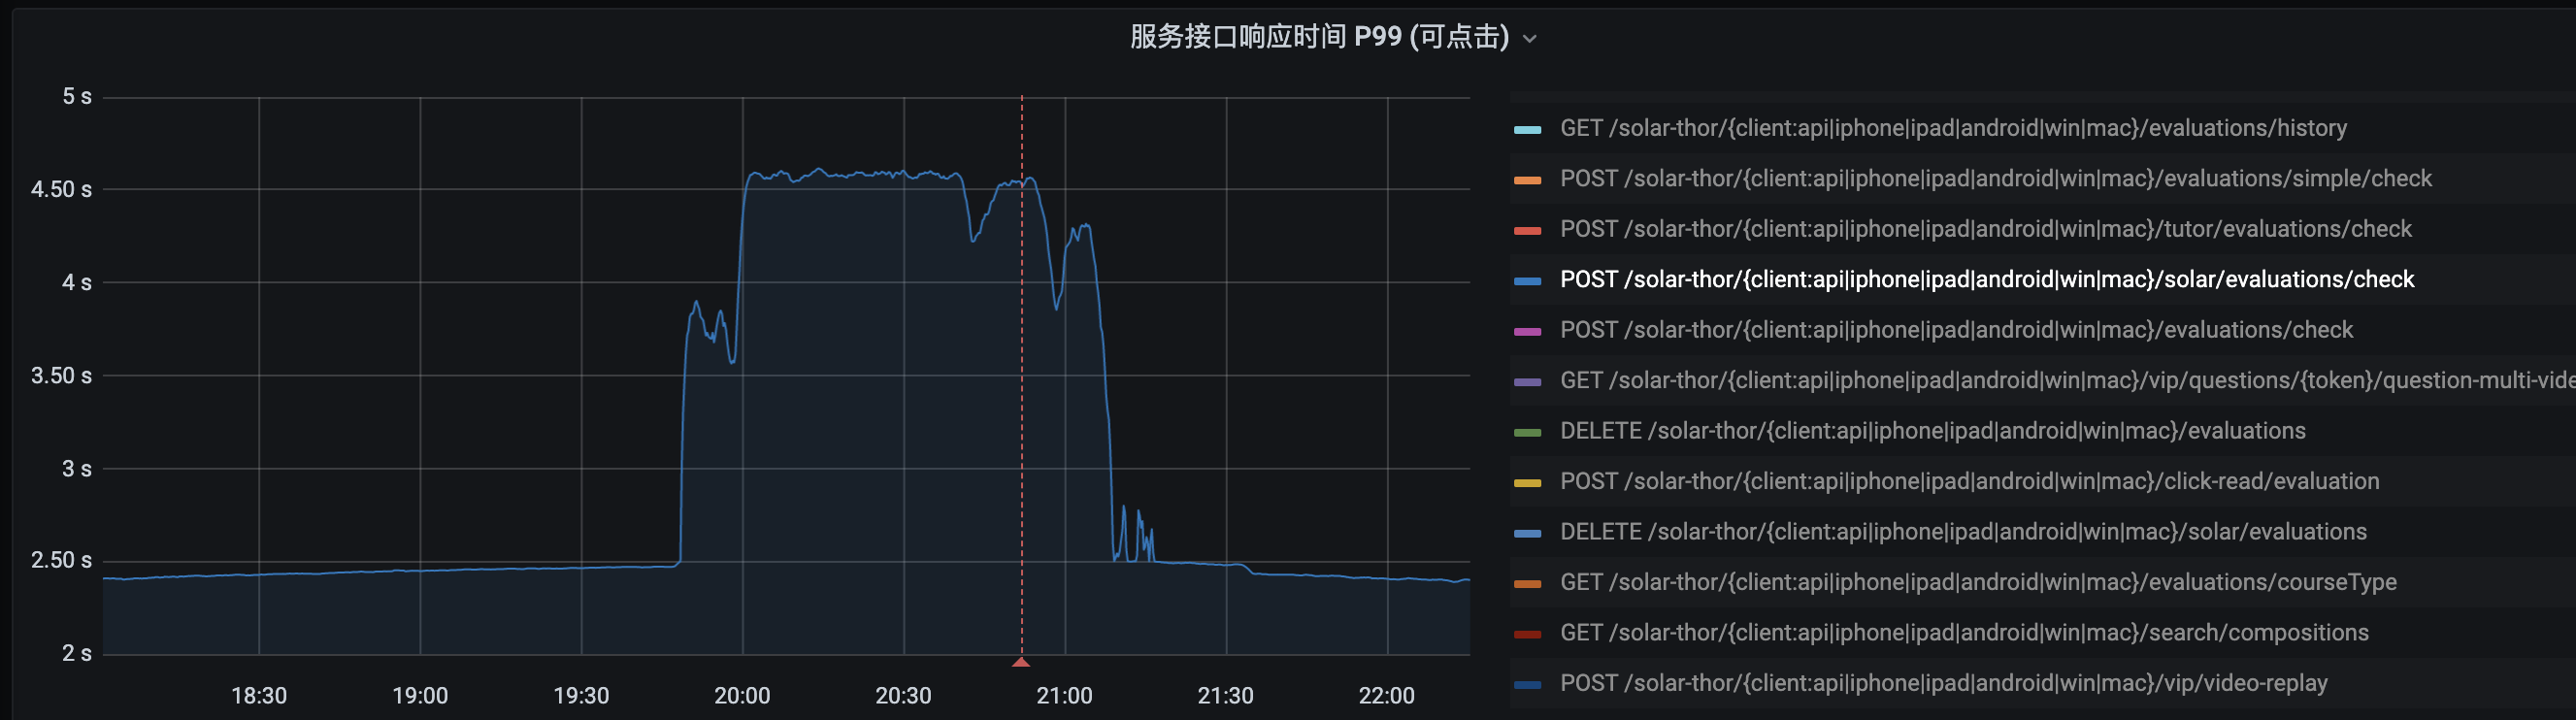 服务接口响应时间 P99 (可点击)
5 s
4.50 s
4 s
3.50 s
3 s
2.50 s
2 s
18:30 19:00 19:30 20:00 20:30 21:00 21:30 22:00
GET /solar-thor/{client:api|iphone|ipad|android|win|mac}/evaluations/history
POST /solar-thor/{client:api|iphone|ipad|android|win|mac}/evaluations/simple/check
POST /solar-thor/{client:api|iphone|ipad|android|win|mac}/tutor/evaluations/check
POST /solar-thor/{client:api|iphone|ipad|android|win|mac}/solar/evaluations/check
POST /solar-thor/{client:api|iphone|ipad|android|win|mac}/evaluations/check
GET /solar-thor/{client:api|iphone|ipad|android|win|mac}/vip/questions/{token}/question-multi-vide
DELETE /solar-thor/{client:api|iphone|ipad|android|win|mac}/evaluations
POST /solar-thor/{client:api|iphone|ipad|android|win|mac}/click-read/evaluation
DELETE /solar-thor/{client:api|iphone|ipad|android|win|mac}/solar/evaluations
GET /solar-thor/{client:api|iphone|ipad|android|win|mac}/evaluations/courseType
GET /solar-thor/{client:api|iphone|ipad|android|win|mac}/search/compositions
POST /solar-thor/{client:api|iphone|ipad|android|win|mac}/vip/video-replay